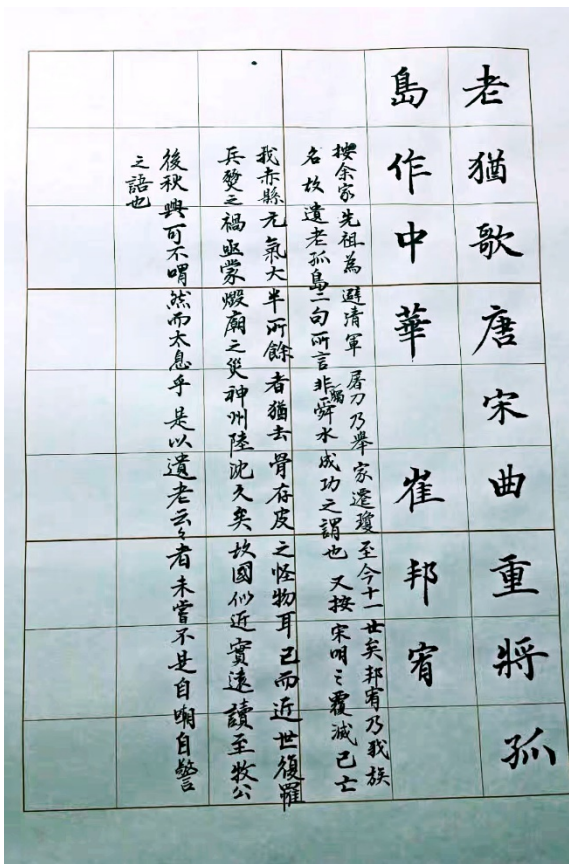 老猶歌唐宋曲重將孤
島作中華 崔邦宥
按余家先祖為避清軍屠刀乃舉家遷瓊至今十一世矣邦宥乃我族
名故遺老孤島二句所言非獨舜水成功之謂也 又按宋明之覆滅已亡
我赤縣元氣大半所餘者猶去骨存皮之怪物耳已而近世復罹
兵燹之禍亟蒙燬廟之災神州陸沈久矣 故國似近實遠讀至牧公
後秋興可不喟然而太息乎 是以遺老云々者未嘗不是自嘲自警
之語也